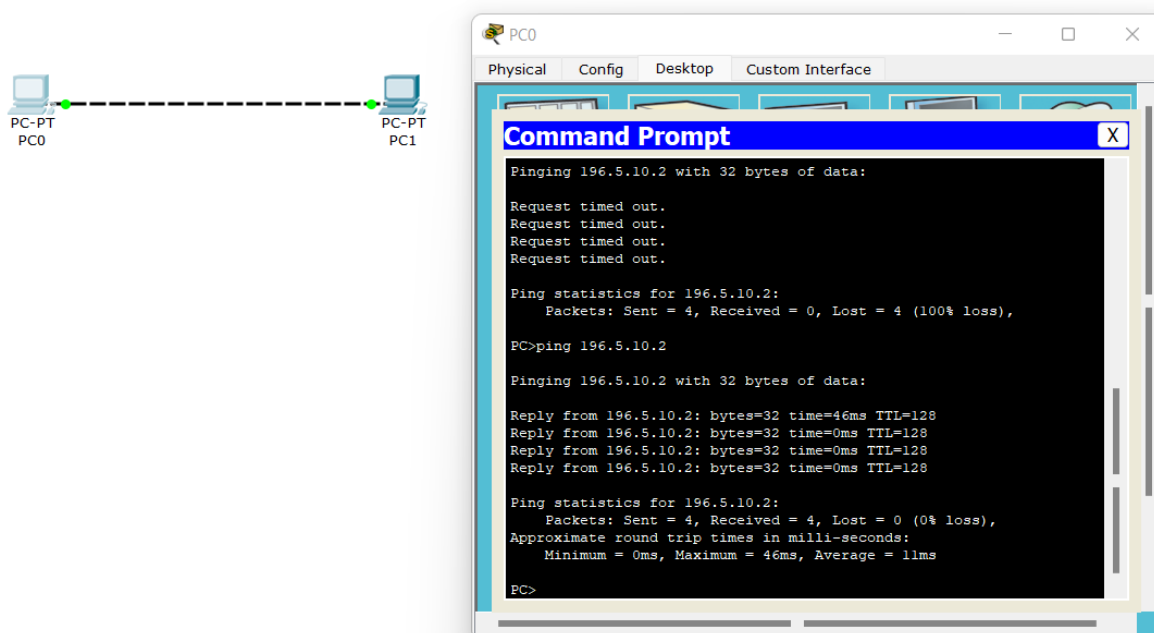 PC-PT
PC0
PC-PT
PC1
PC0
Physical Config Desktop Custom Interface
Command Prompt X
Pinging 196.5.10.2 with 32 bytes of data:
Request timed out.
Request timed out.
Request timed out.
Request timed out.
Ping statistics for 196.5.10.2:
Packets: Sent = 4, Received = 0, Lost = 4 (100% loss),
PC>ping 196.5.10.2
Pinging 196.5.10.2 with 32 bytes of data:
Reply from 196.5.10.2: bytes=32 time=46ms TTL=128
Reply from 196.5.10.2: bytes=32 time=0ms TTL=128
Reply from 196.5.10.2: bytes=32 time=0ms TTL=128
Reply from 196.5.10.2: bytes=32 time=0ms TTL=128
Ping statistics for 196.5.10.2:
Packets: Sent = 4, Received = 4, Lost = 0 (0% loss),
Approximate round trip times in milli-seconds:
Minimum = 0ms, Maximum = 46ms, Average = 11ms
PC>